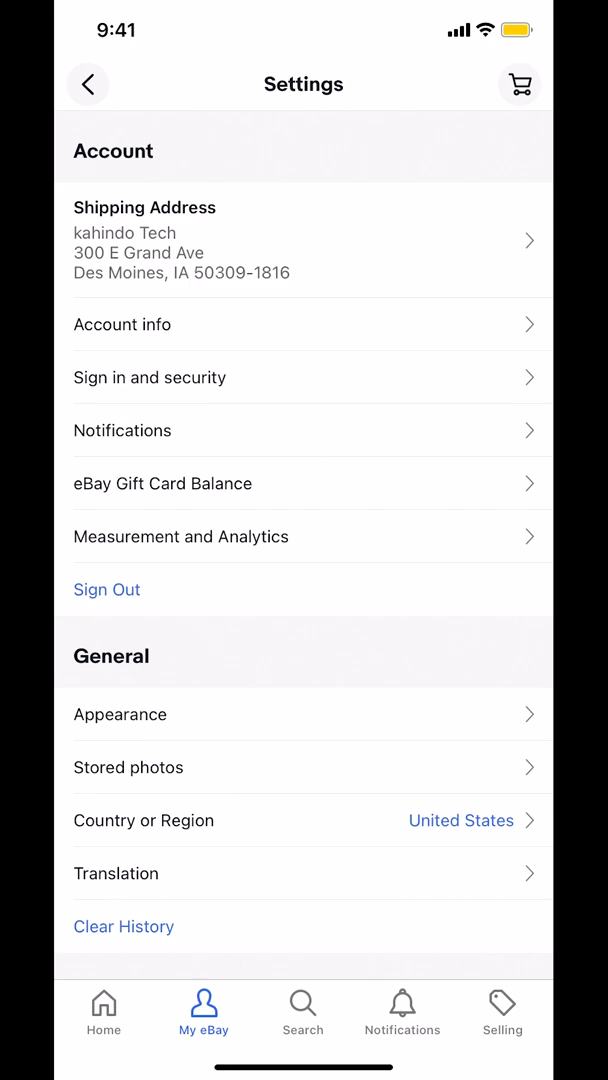 9:41
Settings
Account
Shipping Address
kahindo Tech
300 E Grand Ave
Des Moines, IA 50309-1816
Account info
Sign in and security
Notifications
eBay Gift Card Balance
Measurement and Analytics
Sign Out
General
Appearance
Stored photos
Country or Region United States
Translation
Clear History
Home My eBay Search Notifications Selling